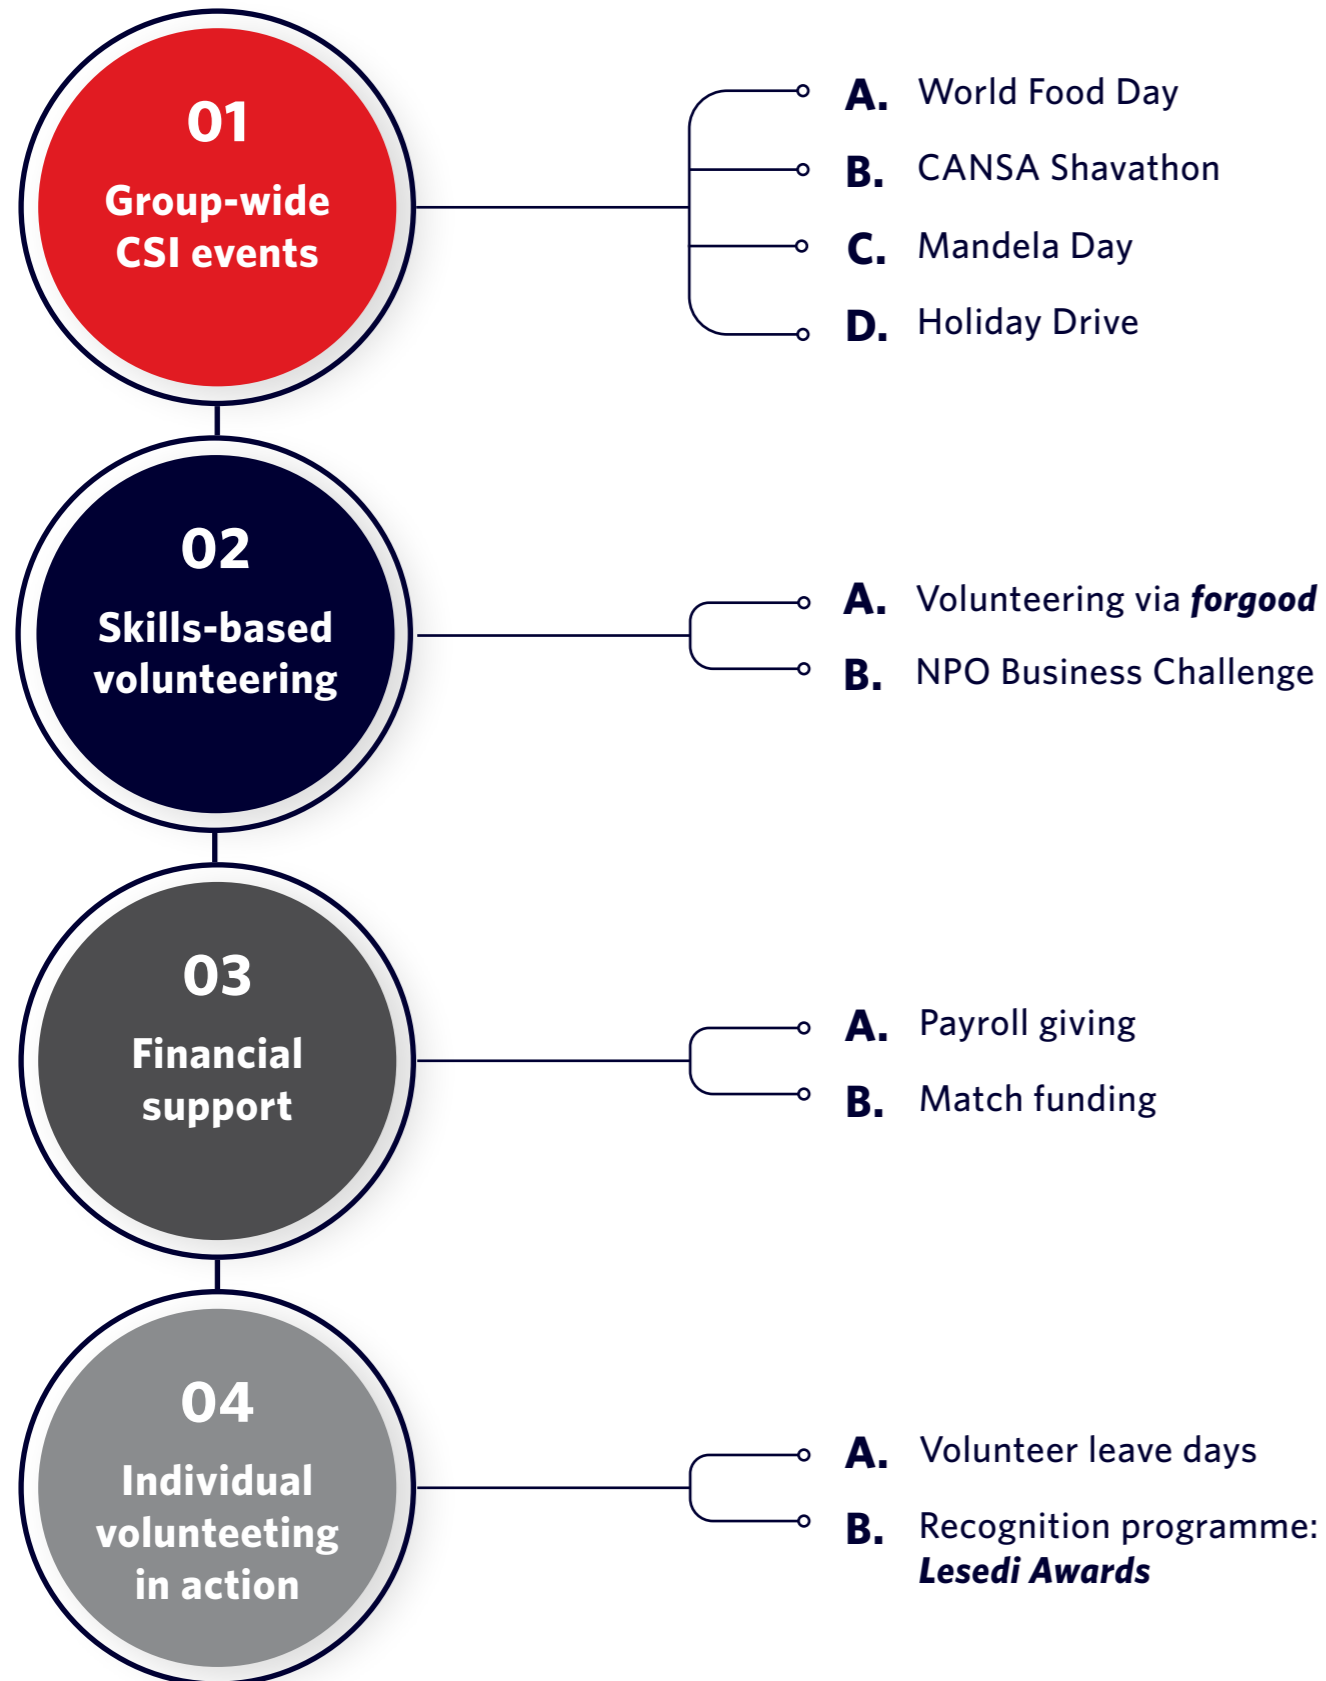 01
Group-wide
CSI events
A. World Food Day
B. CANSA Shavathon
C. Mandela Day
D. Holiday Drive
02
Skills-based
volunteering
A. Volunteering via forgood
B. NPO Business Challenge
03
Financial
support
A. Payroll giving
B. Match funding
04
Individual
volunteeting
in action
A. Volunteer leave days
B. Recognition programme:
Lesedi Awards